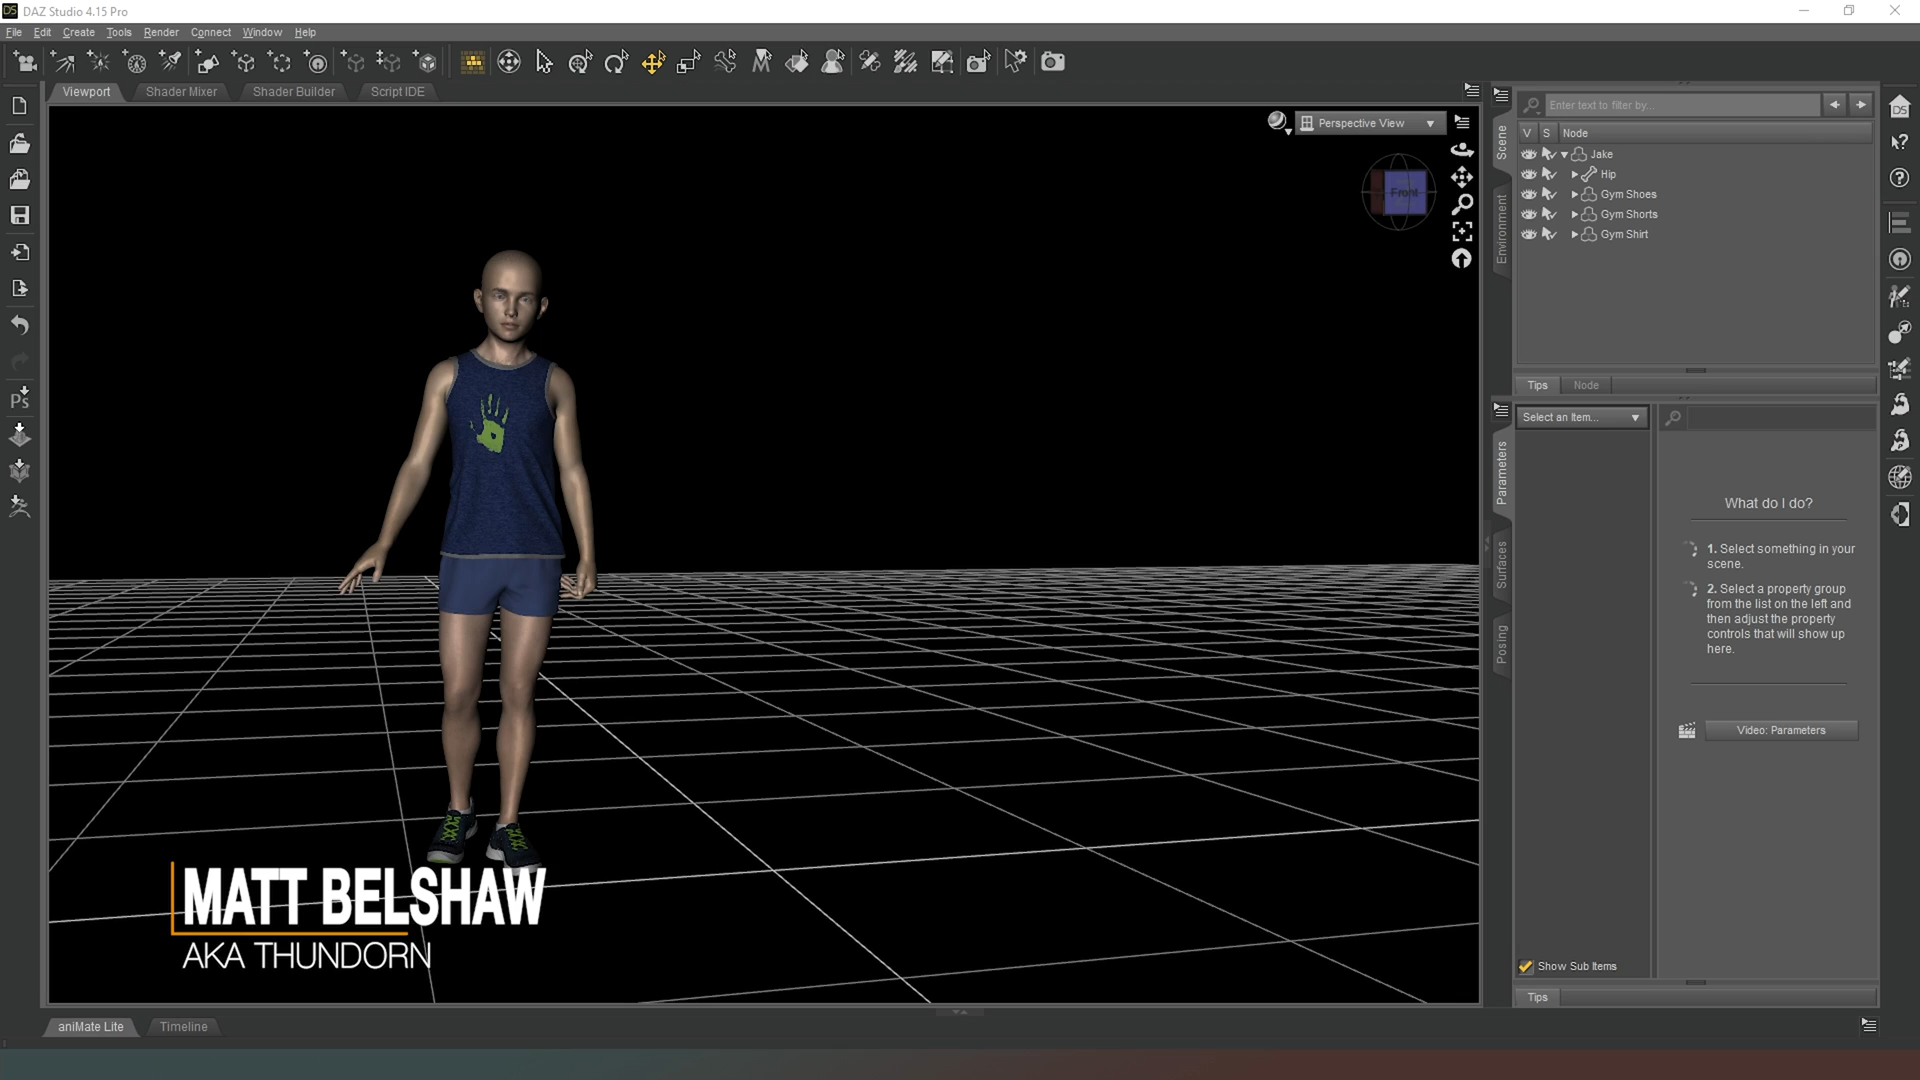 DS DAZ Studio 4.15 Pro
File Edit Create Tools Render Connect Window Help
Viewport Shader Mixer Shader Builder Script IDE
Perspective View
Front
Enter text to filter by...
V S Node
Jake
Hip
Gym Shoes
Gym Shorts
Gym Shirt
Scene
Environment
Tips Node
Select an Item...
Parameters
Surfaces
Posing
What do I do?
1. Select something in your
scene.
2. Select a property group
from the list on the left and
then adjust the property
controls that will show up
here.
Video: Parameters
Show Sub Items
Tips
Ps
DS
MATT BELSHAW
AKA THUNDORN
aniMate Lite Timeline